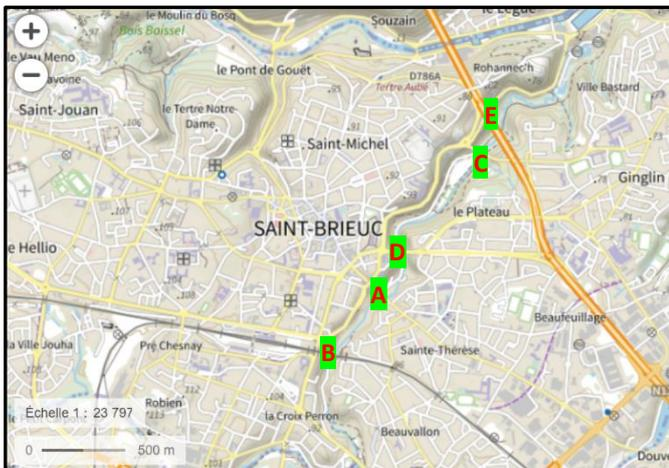 le Moulin du Bosq
Souzain
le Légué
Bois Boissel
le Vau Meno
le Pont de Gouët
D786A
Rohannec'h
Tertre Aubé
Ville Bastard
Saint-Jouan
le Tertre Notre-Dame
Saint-Michel
E
C
Ginglin
le Plateau
SAINT-BRIEUC
D
e Hellio
A
Beaufeuillage
la Ville Jouha
Pré Chesnay
B
Sainte-Thérèse
Échelle 1 : 23 797
Robien
la Croix Perron
Beauvallon
0 500 m